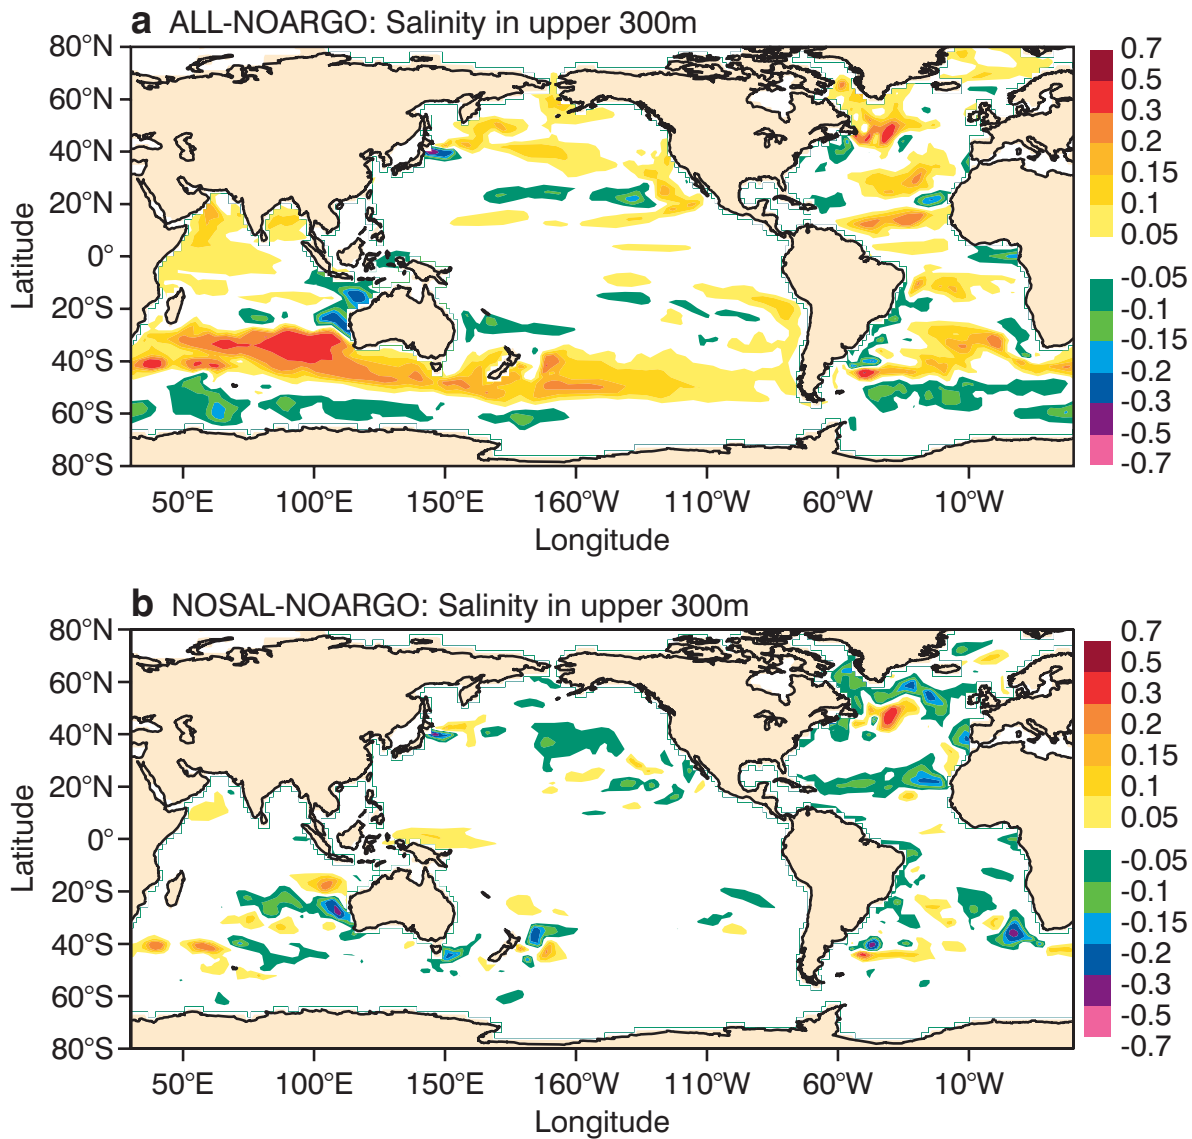 a ALL-NOARGO: Salinity in upper 300m
80°N
60°N
40°N
20°N
0°
20°S
40°S
60°S
80°S
Latitude
50°E 100°E 150°E 160°W 110°W 60°W 10°W
Longitude
0.7
0.5
0.3
0.2
0.15
0.1
0.05
-0.05
-0.1
-0.15
-0.2
-0.3
-0.5
-0.7
b NOSAL-NOARGO: Salinity in upper 300m
80°N
60°N
40°N
20°N
0°
20°S
40°S
60°S
80°S
Latitude
50°E 100°E 150°E 160°W 110°W 60°W 10°W
Longitude
0.7
0.5
0.3
0.2
0.15
0.1
0.05
-0.05
-0.1
-0.15
-0.2
-0.3
-0.5
-0.7